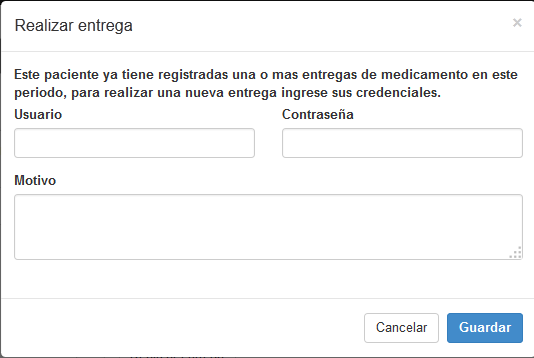 Realizar entrega ×
Este paciente ya tiene registradas una o mas entregas de medicamento en este
periodo, para realizar una nueva entrega ingrese sus credenciales.
Usuario Contraseña
Motivo
Cancelar Guardar